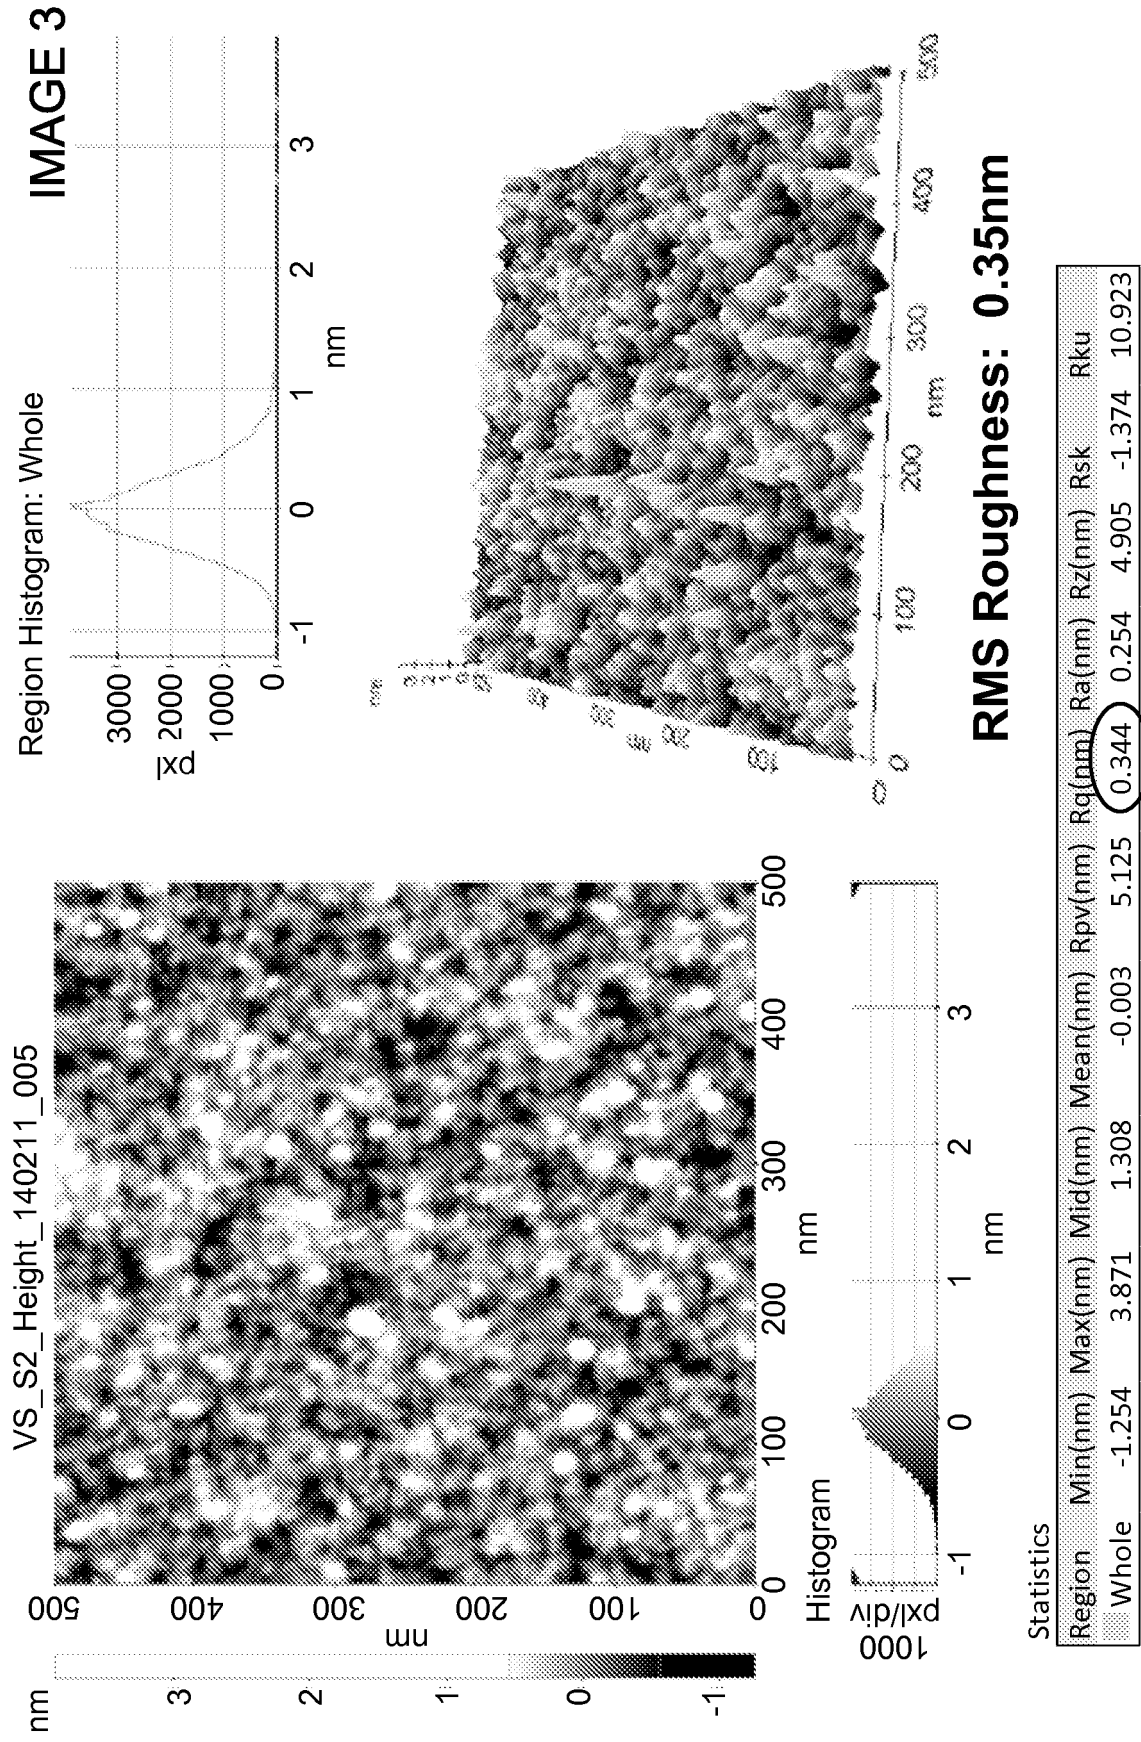 IMAGE 3
VS_S2_Height_140211_005
nm
3
2
1
0
-1
500
400
300
200
100
0
nm
0 100 200 300 400 500
nm
Histogram
pxl/div
1000
-1 0 1 2 3
nm
Region Histogram: Whole
pxl
3000
2000
1000
0
-1 0 1 2 3
nm
0 100 200 300 400 500
nm
RMS Roughness: 0.35nm
Statistics
Region Min(nm) Max(nm) Mid(nm) Mean(nm) Rpv(nm) Rq(nm) Ra(nm) Rz(nm) Rsk Rku
Whole -1.254 3.871 1.308 -0.003 5.125 0.344 0.254 4.905 -1.374 10.923